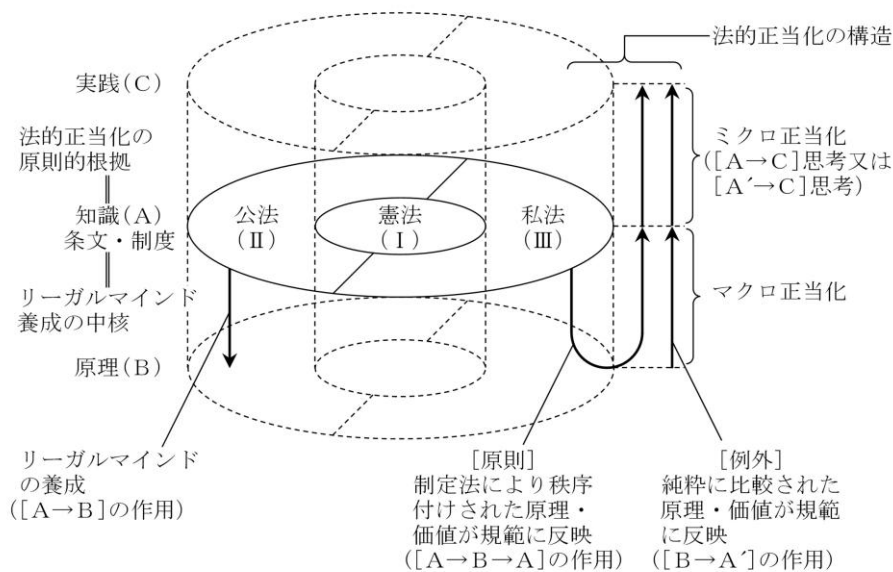 法的正当化の構造
実践(C)
法的正当化の
原則的根拠
知識(A)
条文・制度
リーガルマインド
養成の中核
原理(B)
公法
(Ⅱ)
憲法
(Ⅰ)
私法
(Ⅲ)
ミクロ正当化
([A→C]思考又は
[A´→C]思考)
マクロ正当化
リーガルマインド
の養成
([A→B]の作用)
[原則]
制定法により秩序
付けされた原理・
価値が規範に反映
([A→B→A]の作用)
[例外]
純粋に比較された
原理・価値が規範
に反映
([B→A´]の作用)